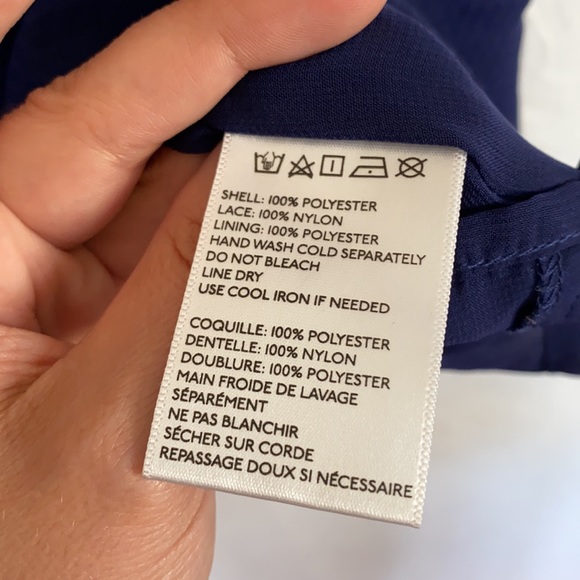 SHELL: 100% POLYESTER
LACE: 100% NYLON
LINING: 100% POLYESTER
HAND WASH COLD SEPARATELY
DO NOT BLEACH
LINE DRY
USE COOL IRON IF NEEDED
COQUILLE: 100% POLYESTER
DENTELLE: 100% NYLON
DOUBLURE: 100% POLYESTER
MAIN FROIDE DE LAVAGE
SÉPARÉMENT
NE PAS BLANCHIR
SÉCHER SUR CORDE
REPASSAGE DOUX SI NÉCESSAIRE